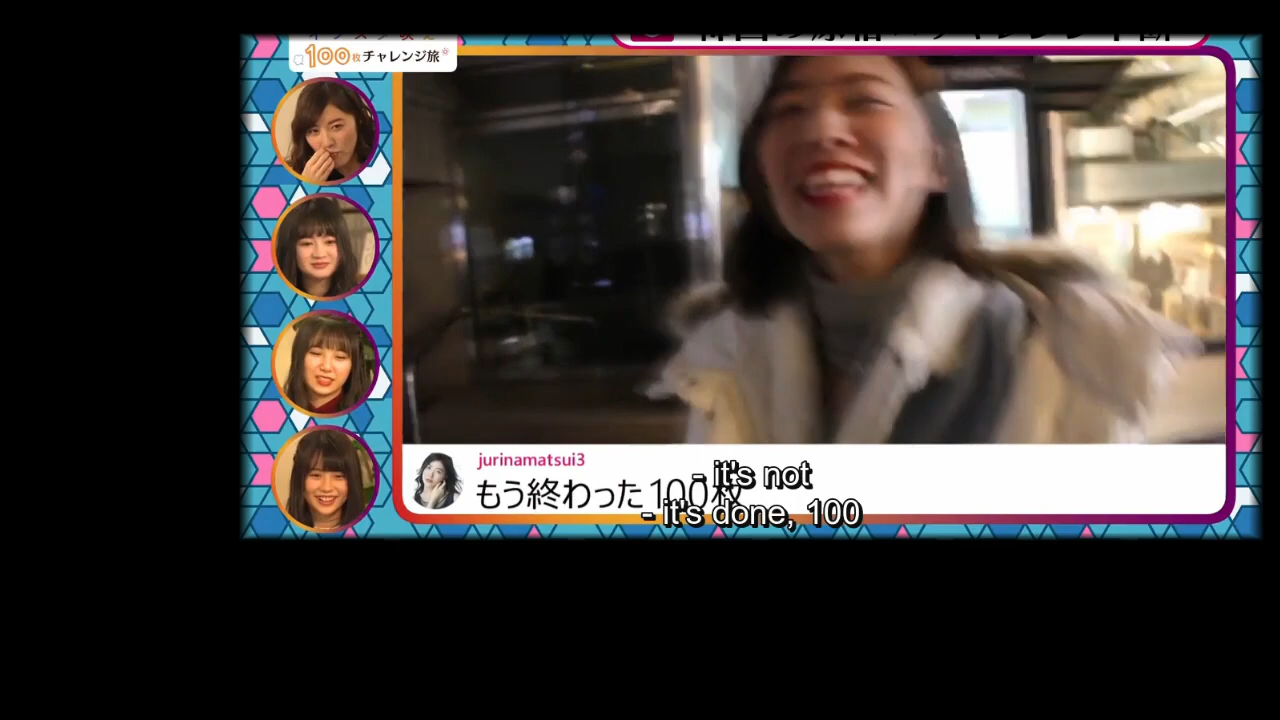 100枚チャレンジ旅
jurinamatsui3
もう終わった100枚
- it's not
- it's done, 100